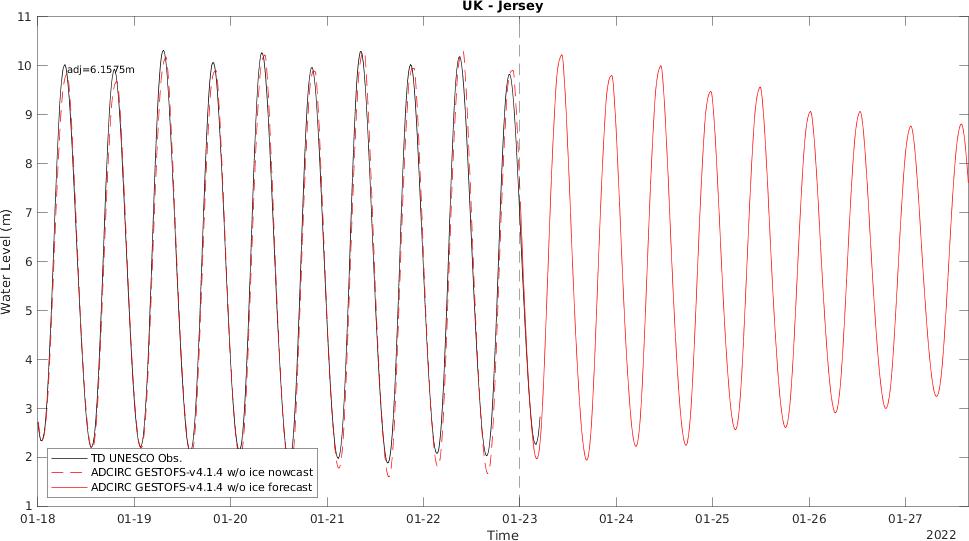 UK - Jersey
11
10
9
8
7
6
5
4
3
2
1
Water Level (m)
adj=6.1575m
TD UNESCO Obs.
ADCIRC GESTOFS-v4.1.4 w/o ice nowcast
ADCIRC GESTOFS-v4.1.4 w/o ice forecast
01-18 01-19 01-20 01-21 01-22 01-23 01-24 01-25 01-26 01-27
Time
2022